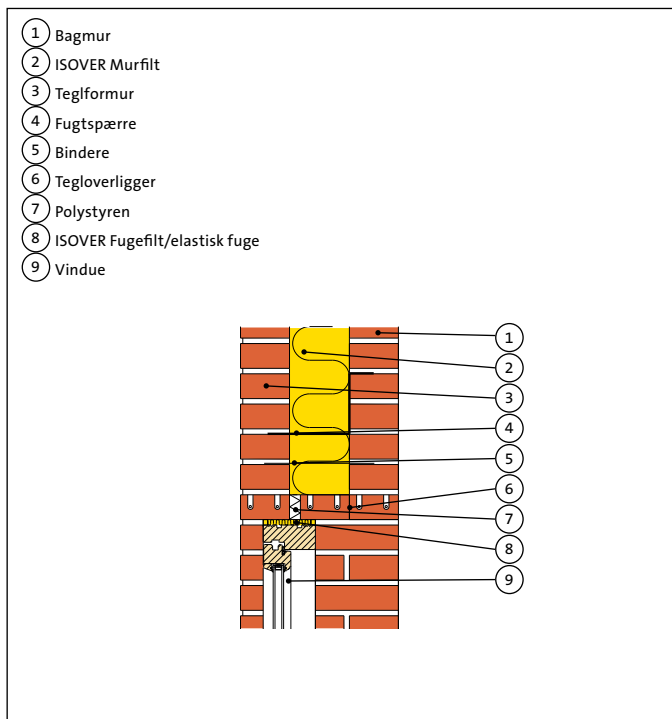 1 Bagmur
2 ISOVER Murfilt
3 Teglformur
4 Fugtspærre
5 Bindere
6 Tegloverligger
7 Polystyren
8 ISOVER Fugefilt/elastisk fuge
9 Vindue
1
2
3
4
5
6
7
8
9